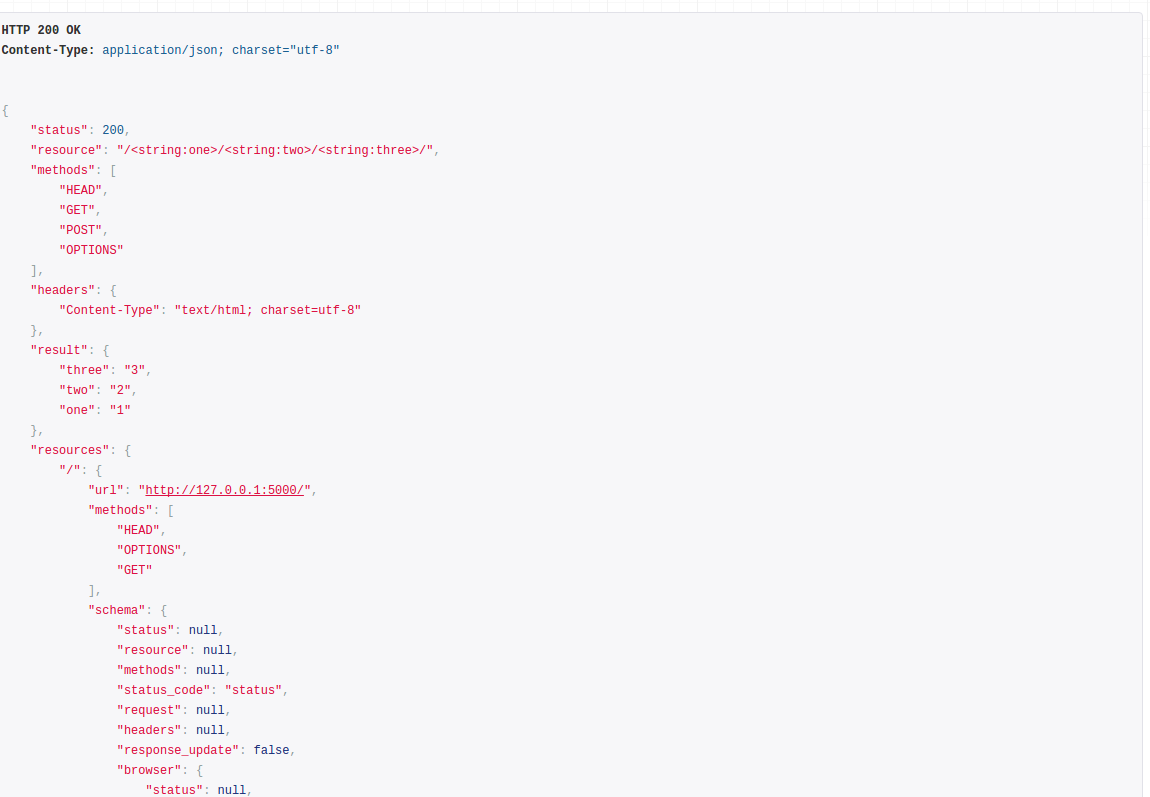 HTTP 200 OK
Content-Type: application/json; charset="utf-8"
{
    "status": 200,
    "resource": "/<string:one>/<string:two>/<string:three>/",
    "methods": [
        "HEAD",
        "GET",
        "POST",
        "OPTIONS"
    ],
    "headers": {
        "Content-Type": "text/html; charset=utf-8"
    },
    "result": {
        "three": "3",
        "two": "2",
        "one": "1"
    },
    "resources": {
        "/": {
            "url": "http://127.0.0.1:5000/",
            "methods": [
                "HEAD",
                "OPTIONS",
                "GET"
            ],
            "schema": {
                "status": null,
                "resource": null,
                "methods": null,
                "status_code": "status",
                "request": null,
                "headers": null,
                "response_update": false,
                "browser": {
                    "status": null,